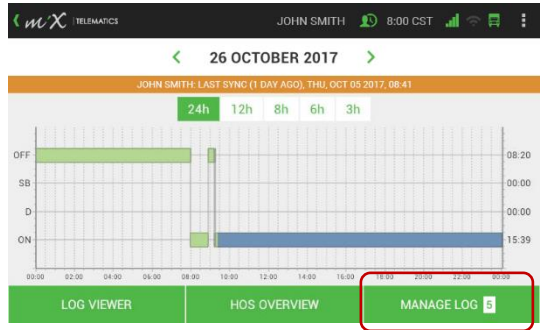 mix TELEMATICS JOHN SMITH 8:00 CST
26 OCTOBER 2017
JOHN SMITH: LAST SYNC (1 DAY AGO), THU, OCT 05 2017, 08:41
24h 12h 8h 6h 3h
OFF 08:20
SB 00:00
D 00:00
ON 15:39
00:00 02:00 04:00 06:00 08:00 10:00 12:00 14:00 16:00 18:00 20:00 22:00 00:00
LOG VIEWER HOS OVERVIEW MANAGE LOG 5